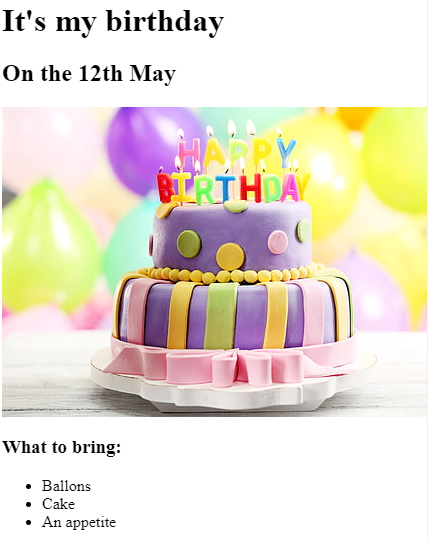 It's my birthday
On the 12th May
HAPPY
BIRTHDAY
What to bring:
Ballons
Cake
An appetite